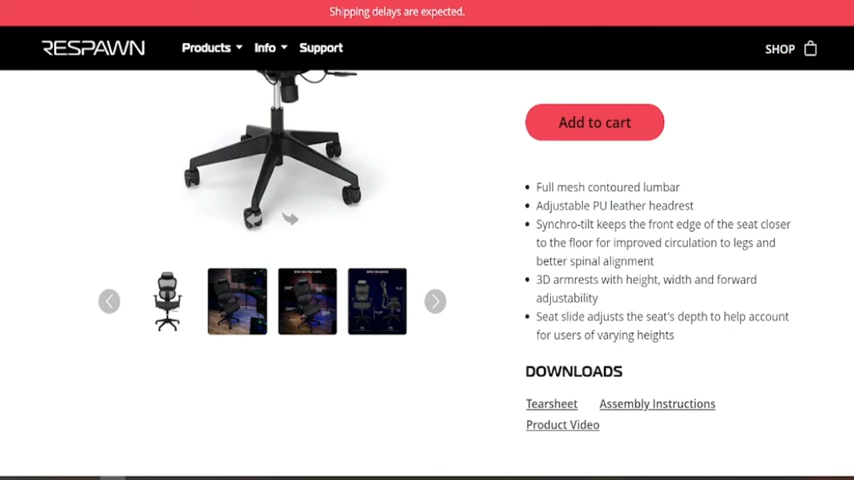 Shipping delays are expected.
RESPAWN
Products
Info
Support
SHOP
Add to cart
• Full mesh contoured lumbar
• Adjustable PU leather headrest
• Synchro-tilt keeps the front edge of the seat closer
to the floor for improved circulation to legs and
better spinal alignment
• 3D armrests with height, width and forward
adjustability
• Seat slide adjusts the seat's depth to help account
for users of varying heights
DOWNLOADS
Tearsheet Assembly Instructions
Product Video